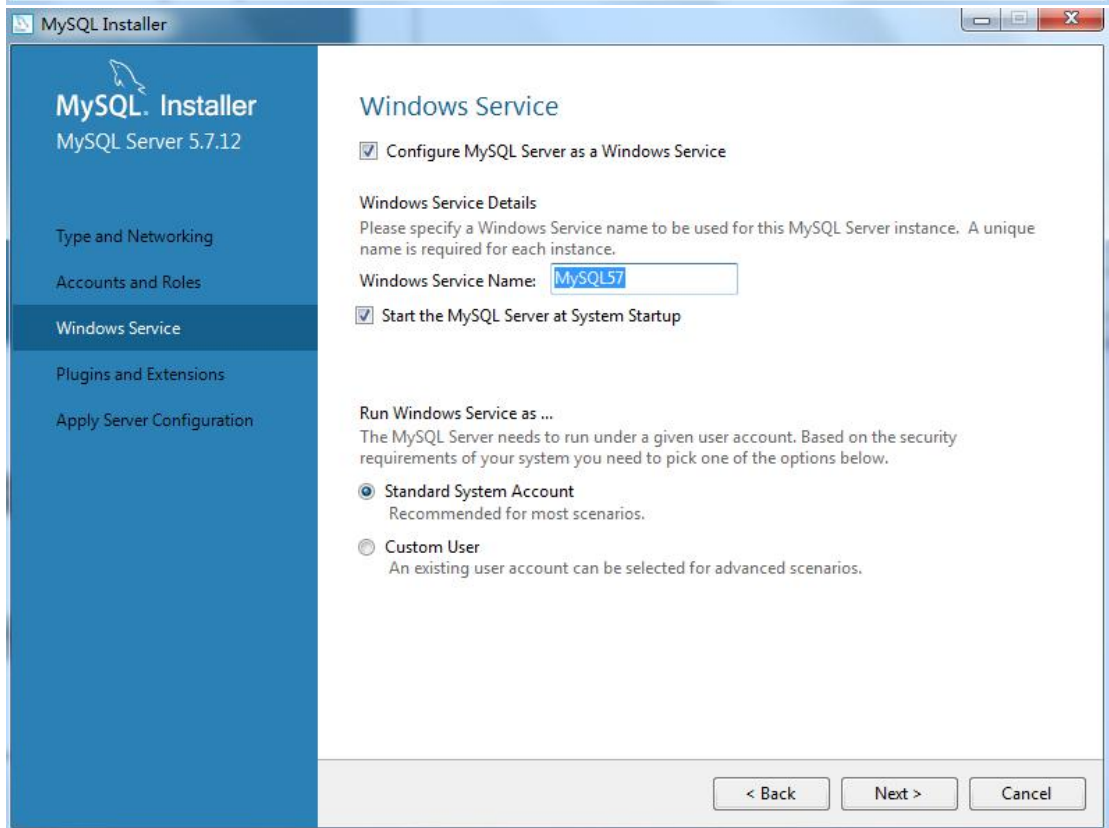 MySQL Installer
MySQL. Installer
MySQL Server 5.7.12
Type and Networking
Accounts and Roles
Windows Service
Plugins and Extensions
Apply Server Configuration
Windows Service
Configure MySQL Server as a Windows Service
Windows Service Details
Please specify a Windows Service name to be used for this MySQL Server instance. A unique
name is required for each instance.
Windows Service Name: MySQL57
Start the MySQL Server at System Startup
Run Windows Service as ...
The MySQL Server needs to run under a given user account. Based on the security
requirements of your system you need to pick one of the options below.
Standard System Account
Recommended for most scenarios.
Custom User
An existing user account can be selected for advanced scenarios.
< Back Next > Cancel